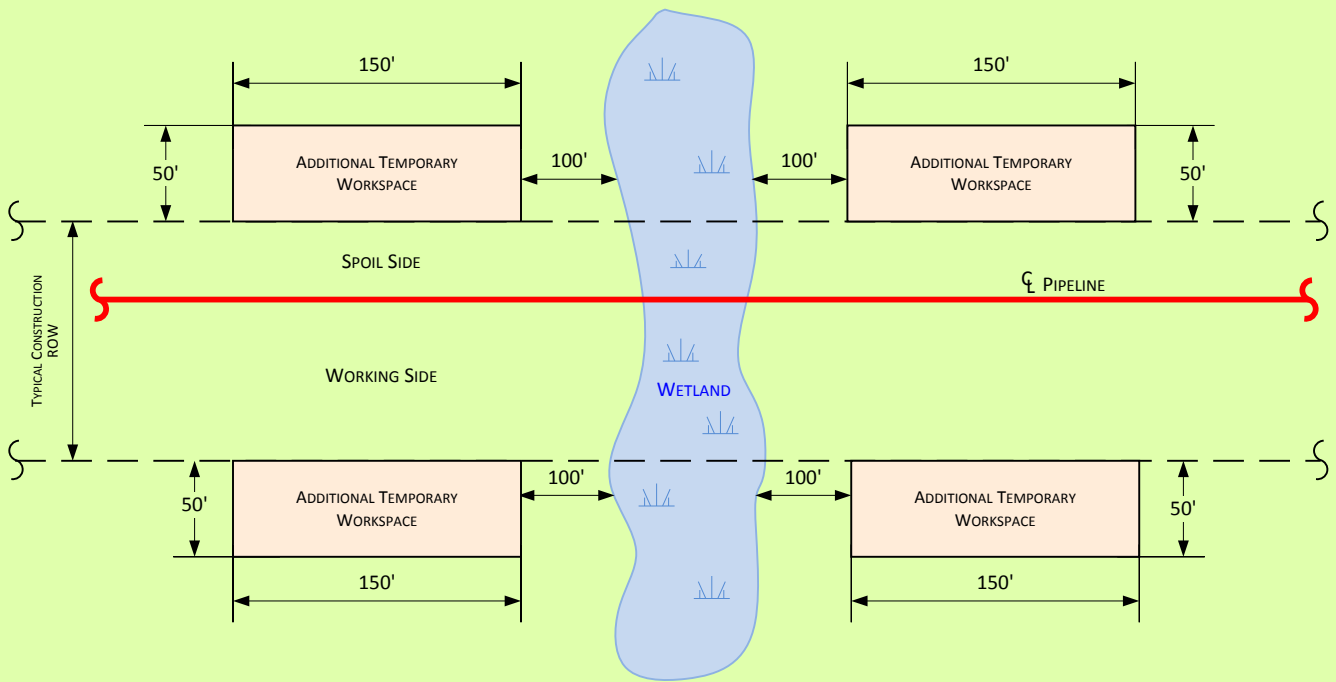 150'
150'
50'
ADDITIONAL TEMPORARY
WORKSPACE
100'
100'
ADDITIONAL TEMPORARY
WORKSPACE
50'
SPOIL SIDE
℄ PIPELINE
TYPICAL CONSTRUCTION
ROW
WORKING SIDE
WETLAND
50'
ADDITIONAL TEMPORARY
WORKSPACE
100'
100'
ADDITIONAL TEMPORARY
WORKSPACE
50'
150'
150'